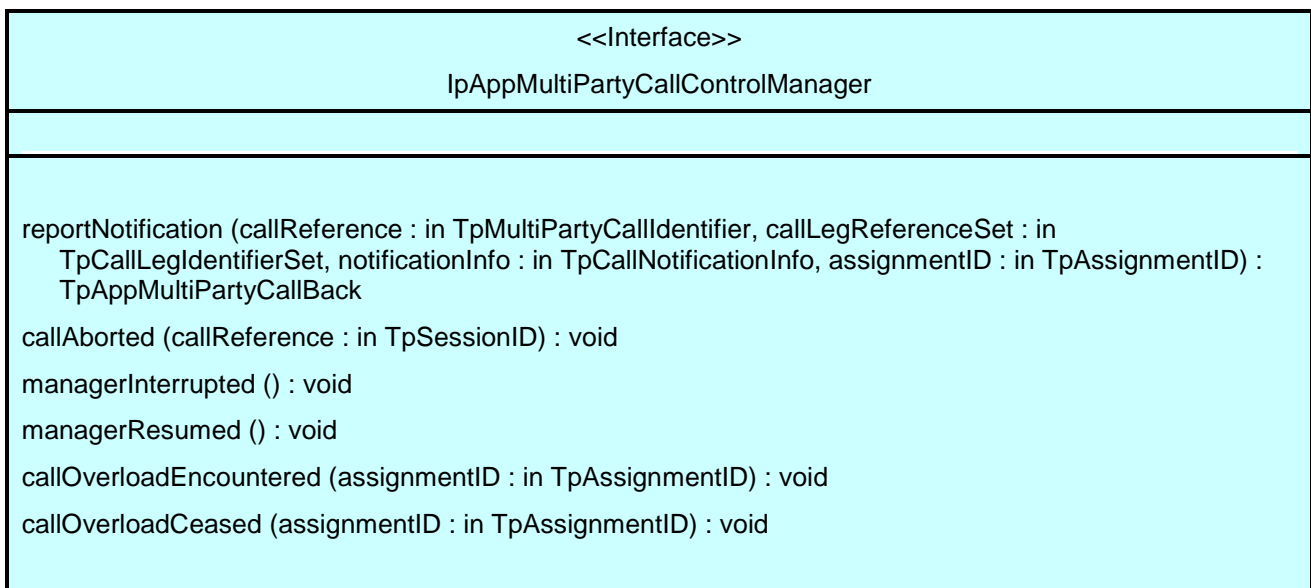 <<Interface>>
IpAppMultiPartyCallControlManager
reportNotification (callReference : in TpMultiPartyCallIdentifier, callLegReferenceSet : in
TpCallLegIdentifierSet, notificationInfo : in TpCallNotificationInfo, assignmentID : in TpAssignmentID) :
TpAppMultiPartyCallBack
callAborted (callReference : in TpSessionID) : void
managerInterrupted () : void
managerResumed () : void
callOverloadEncountered (assignmentID : in TpAssignmentID) : void
callOverloadCeased (assignmentID : in TpAssignmentID) : void